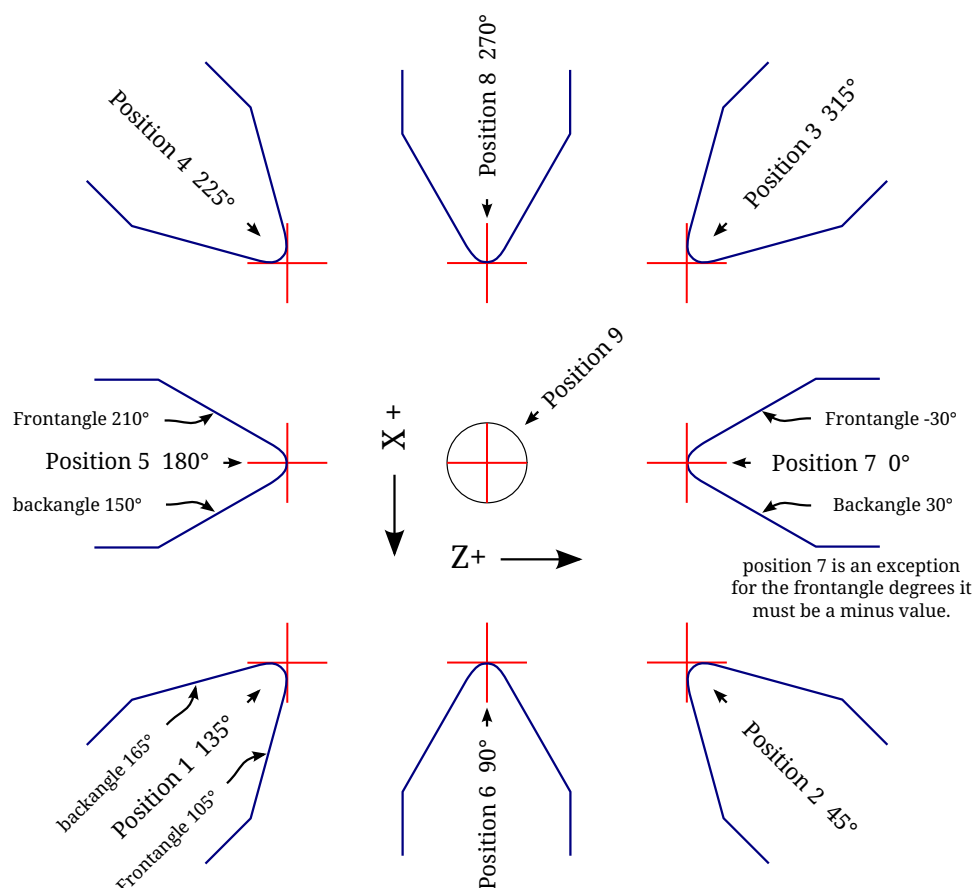 Position 4  225°
Position 8  270°
Position 3  315°
Position 9
X +
Z+
Frontangle 210°
Position 5  180°
backangle 150°
Frontangle -30°
Position 7  0°
Backangle 30°
position 7 is an exception
for the frontangle degrees it
must be a minus value.
backangle 165°
Position 1  135°
Frontangle 105°
Position 6  90°
Position 2  45°